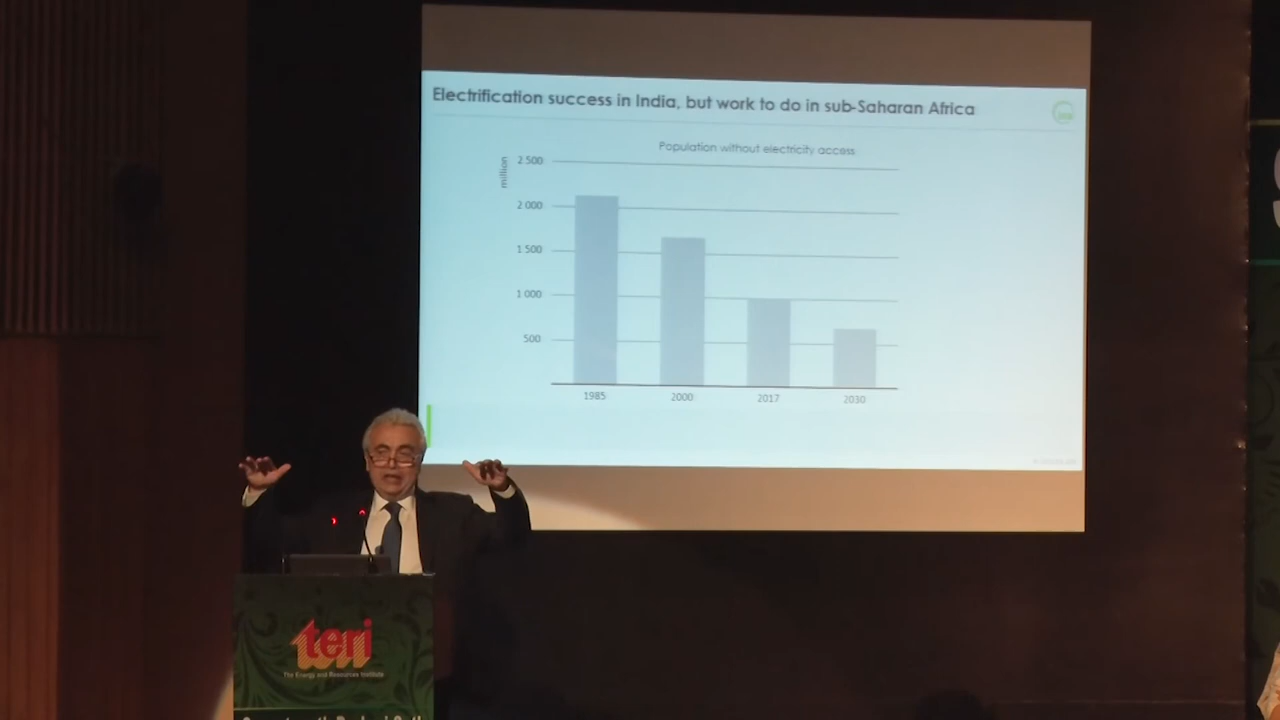 Electrification success in India, but work to do in sub-Saharan Africa
Population without electricity access
million
2 500
2 000
1 500
1 000
500
1985
2000
2017
2030
teri
The Energy and Resources Institute